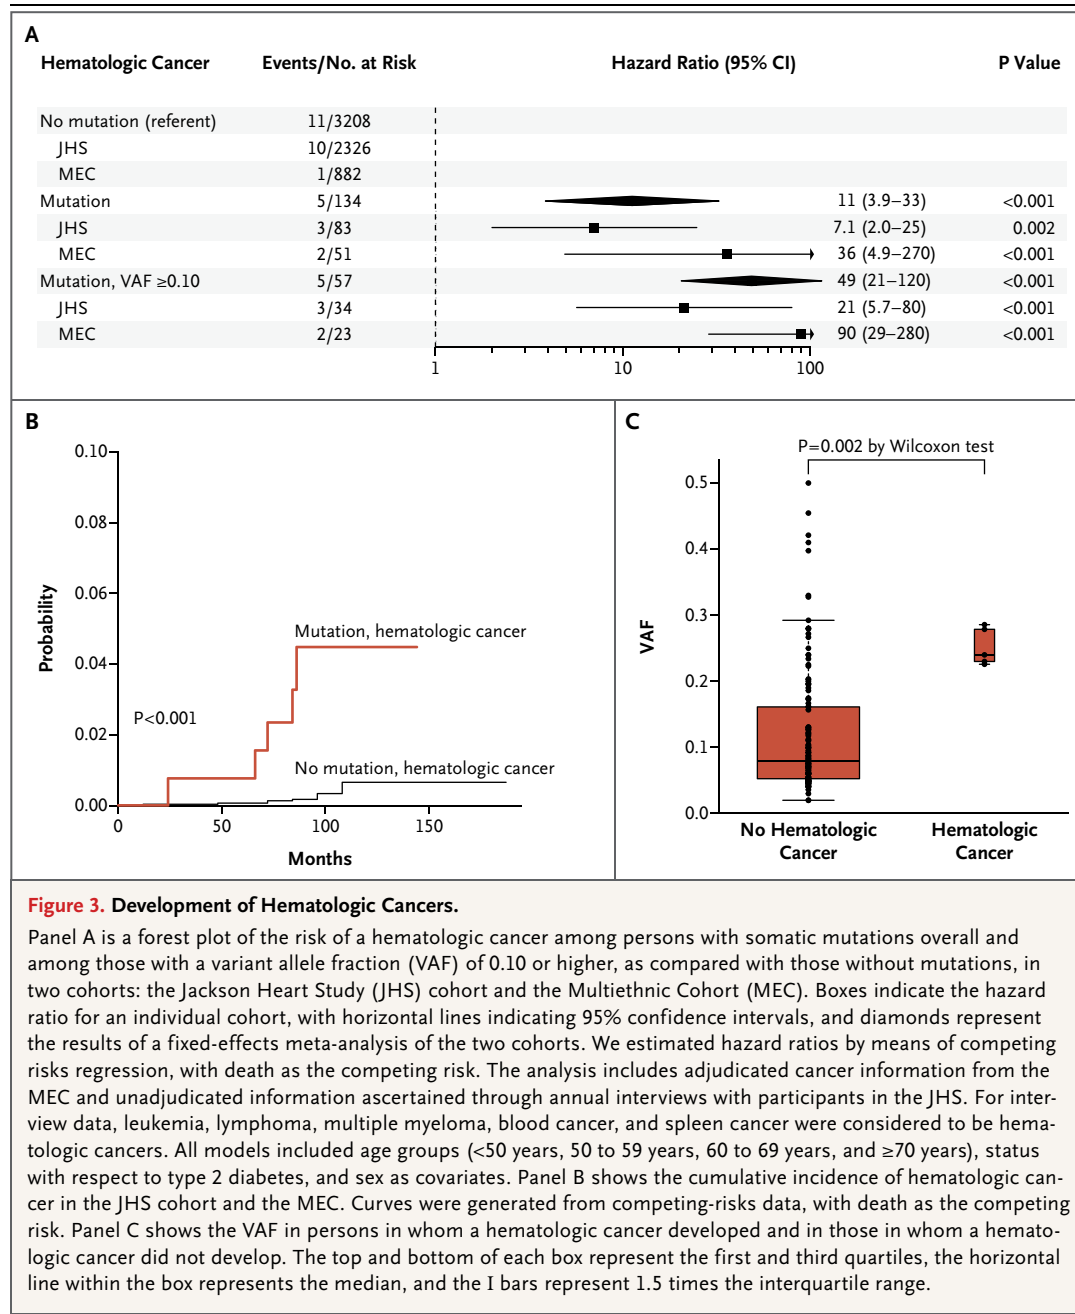 A
Hematologic Cancer Events/No. at Risk Hazard Ratio (95% CI) P Value
No mutation (referent) 11/3208
JHS 10/2326
MEC 1/882
Mutation 5/134 11 (3.9–33) <0.001
JHS 3/83 7.1 (2.0–25) 0.002
MEC 2/51 36 (4.9–270) <0.001
Mutation, VAF ≥0.10 5/57 49 (21–120) <0.001
JHS 3/34 21 (5.7–80) <0.001
MEC 2/23 90 (29–280) <0.001
1 10 100
B
0.10
0.08
0.06
0.04
0.02
0.00
Probability
Mutation, hematologic cancer
P<0.001
No mutation, hematologic cancer
0 50 100 150
Months
C
P=0.002 by Wilcoxon test
0.5
0.4
0.3
0.2
0.1
0.0
VAF
No Hematologic
Cancer
Hematologic
Cancer
Figure 3. Development of Hematologic Cancers.
Panel A is a forest plot of the risk of a hematologic cancer among persons with somatic mutations overall and
among those with a variant allele fraction (VAF) of 0.10 or higher, as compared with those without mutations, in
two cohorts: the Jackson Heart Study (JHS) cohort and the Multiethnic Cohort (MEC). Boxes indicate the hazard
ratio for an individual cohort, with horizontal lines indicating 95% confidence intervals, and diamonds represent
the results of a fixed-effects meta-analysis of the two cohorts. We estimated hazard ratios by means of competing
risks regression, with death as the competing risk. The analysis includes adjudicated cancer information from the
MEC and unadjudicated information ascertained through annual interviews with participants in the JHS. For inter-
view data, leukemia, lymphoma, multiple myeloma, blood cancer, and spleen cancer were considered to be hema-
tologic cancers. All models included age groups (<50 years, 50 to 59 years, 60 to 69 years, and ≥70 years), status
with respect to type 2 diabetes, and sex as covariates. Panel B shows the cumulative incidence of hematologic can-
cer in the JHS cohort and the MEC. Curves were generated from competing-risks data, with death as the competing
risk. Panel C shows the VAF in persons in whom a hematologic cancer developed and in those in whom a hemato-
logic cancer did not develop. The top and bottom of each box represent the first and third quartiles, the horizontal
line within the box represents the median, and the I bars represent 1.5 times the interquartile range.